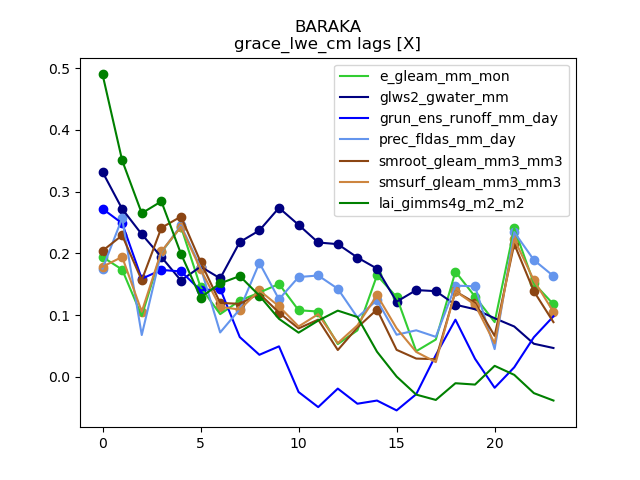 BARAKA
grace_lwe_cm lags [X]
e_gleam_mm_mon
glws2_gwater_mm
grun_ens_runoff_mm_day
prec_fldas_mm_day
smroot_gleam_mm3_mm3
smsurf_gleam_mm3_mm3
lai_gimms4g_m2_m2
0.5
0.4
0.3
0.2
0.1
0.0
0 5 10 15 20